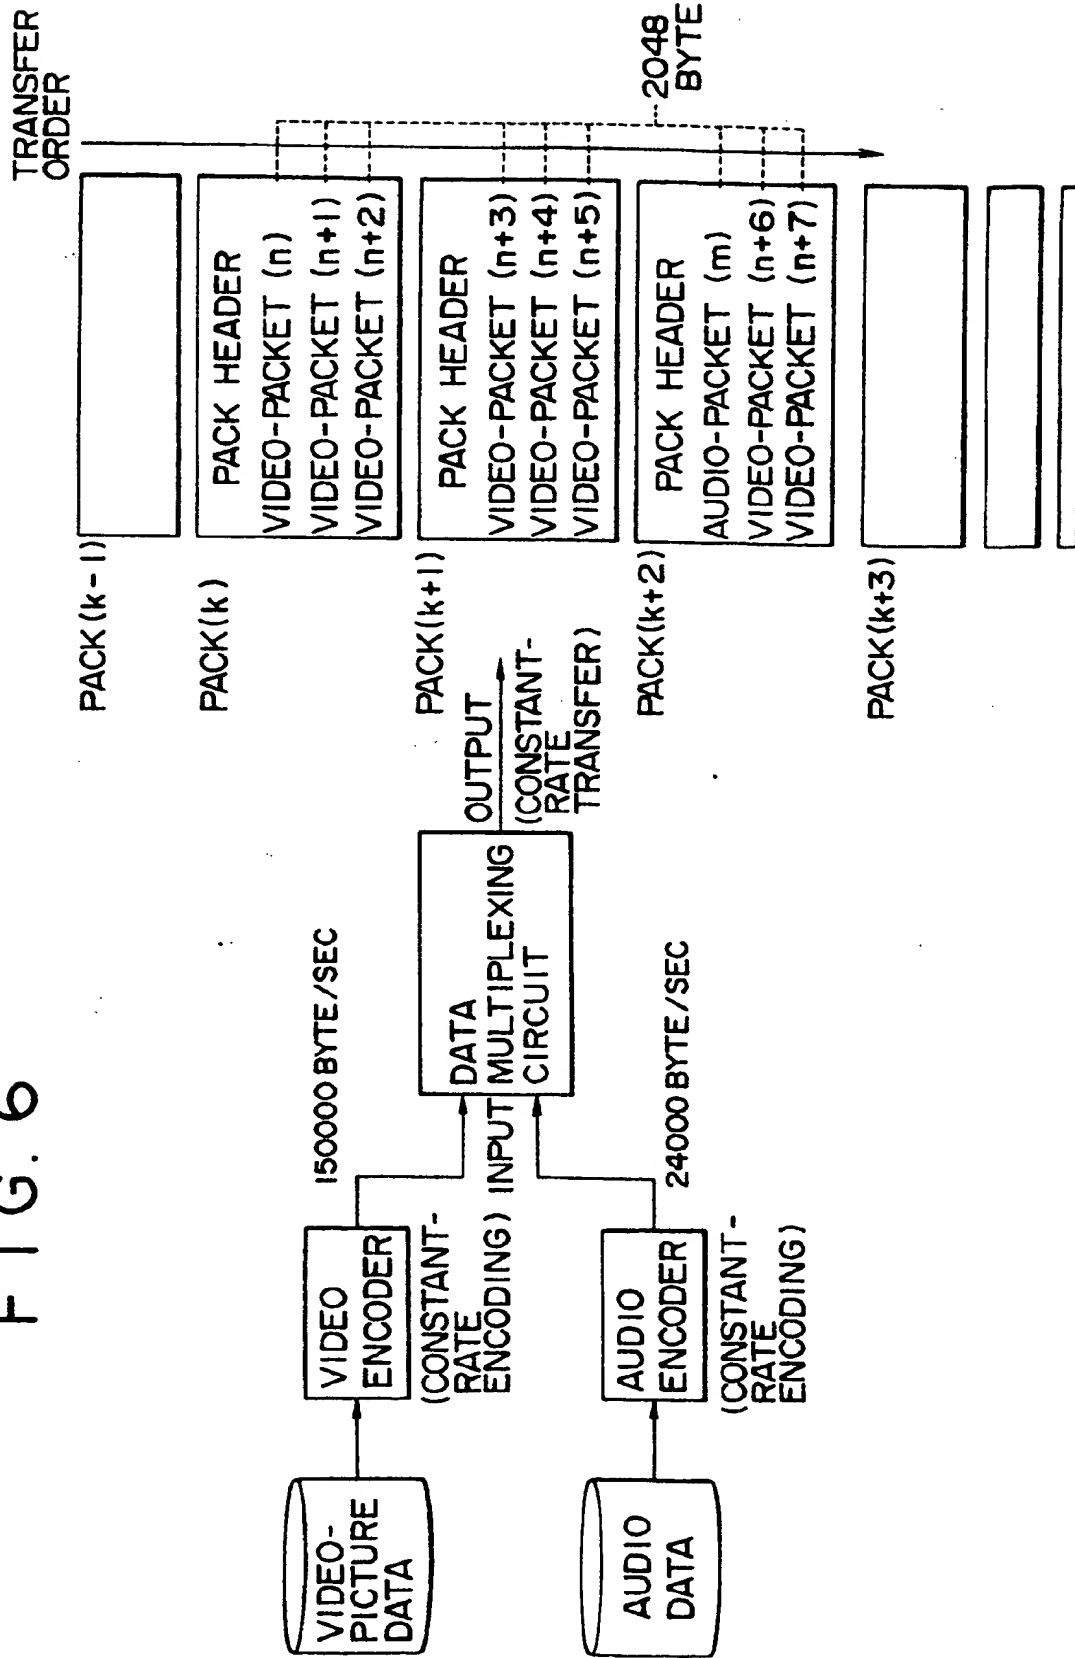 F I G. 6
VIDEO-
PICTURE
DATA
VIDEO
ENCODER
(CONSTANT-
RATE
ENCODING)
150000 BYTE/SEC
AUDIO
DATA
AUDIO
ENCODER
(CONSTANT-
RATE
ENCODING)
24000 BYTE/SEC
INPUT
DATA
MULTIPLEXING
CIRCUIT
OUTPUT
(CONSTANT-
RATE
TRANSFER)
TRANSFER
ORDER
PACK(k-1)
PACK(k)
PACK HEADER
VIDEO-PACKET (n)
VIDEO-PACKET (n+1)
VIDEO-PACKET (n+2)
PACK(k+1)
PACK HEADER
VIDEO-PACKET (n+3)
VIDEO-PACKET (n+4)
VIDEO-PACKET (n+5)
PACK(k+2)
PACK HEADER
AUDIO-PACKET (m)
VIDEO-PACKET (n+6)
VIDEO-PACKET (n+7)
PACK(k+3)
2048
BYTE